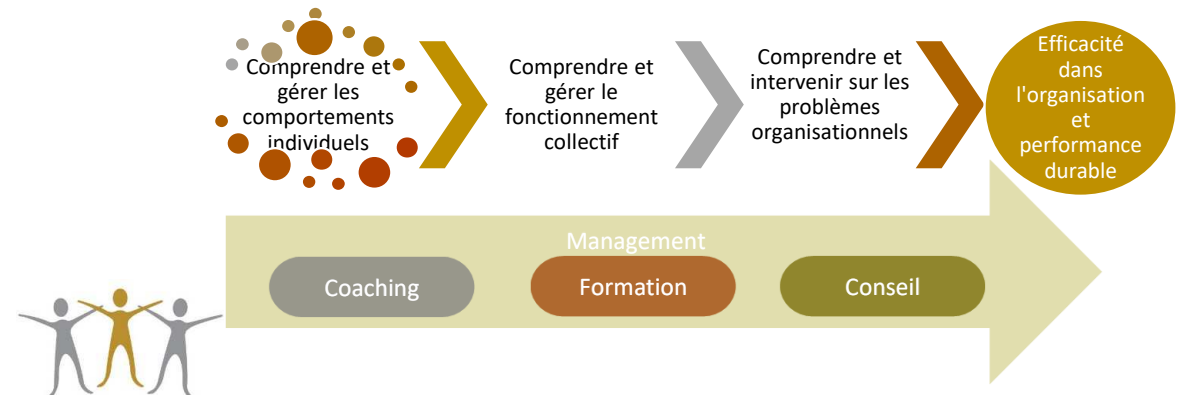 Comprendre et
gérer les
comportements
individuels
Comprendre et
gérer le
fonctionnement
collectif
Comprendre et
intervenir sur les
problèmes
organisationnels
Efficacité
dans
l'organisation
et
performance
durable
Management
Coaching
Formation
Conseil